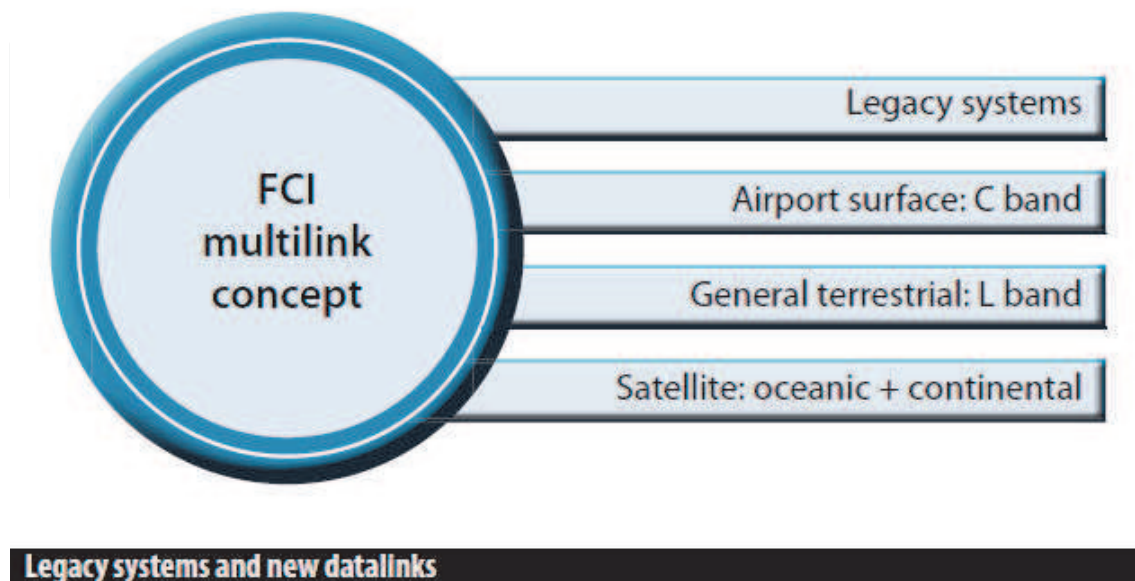 FCI
multilink
concept
Legacy systems
Airport surface: C band
General terrestrial: L band
Satellite: oceanic + continental
Legacy systems and new datalinks